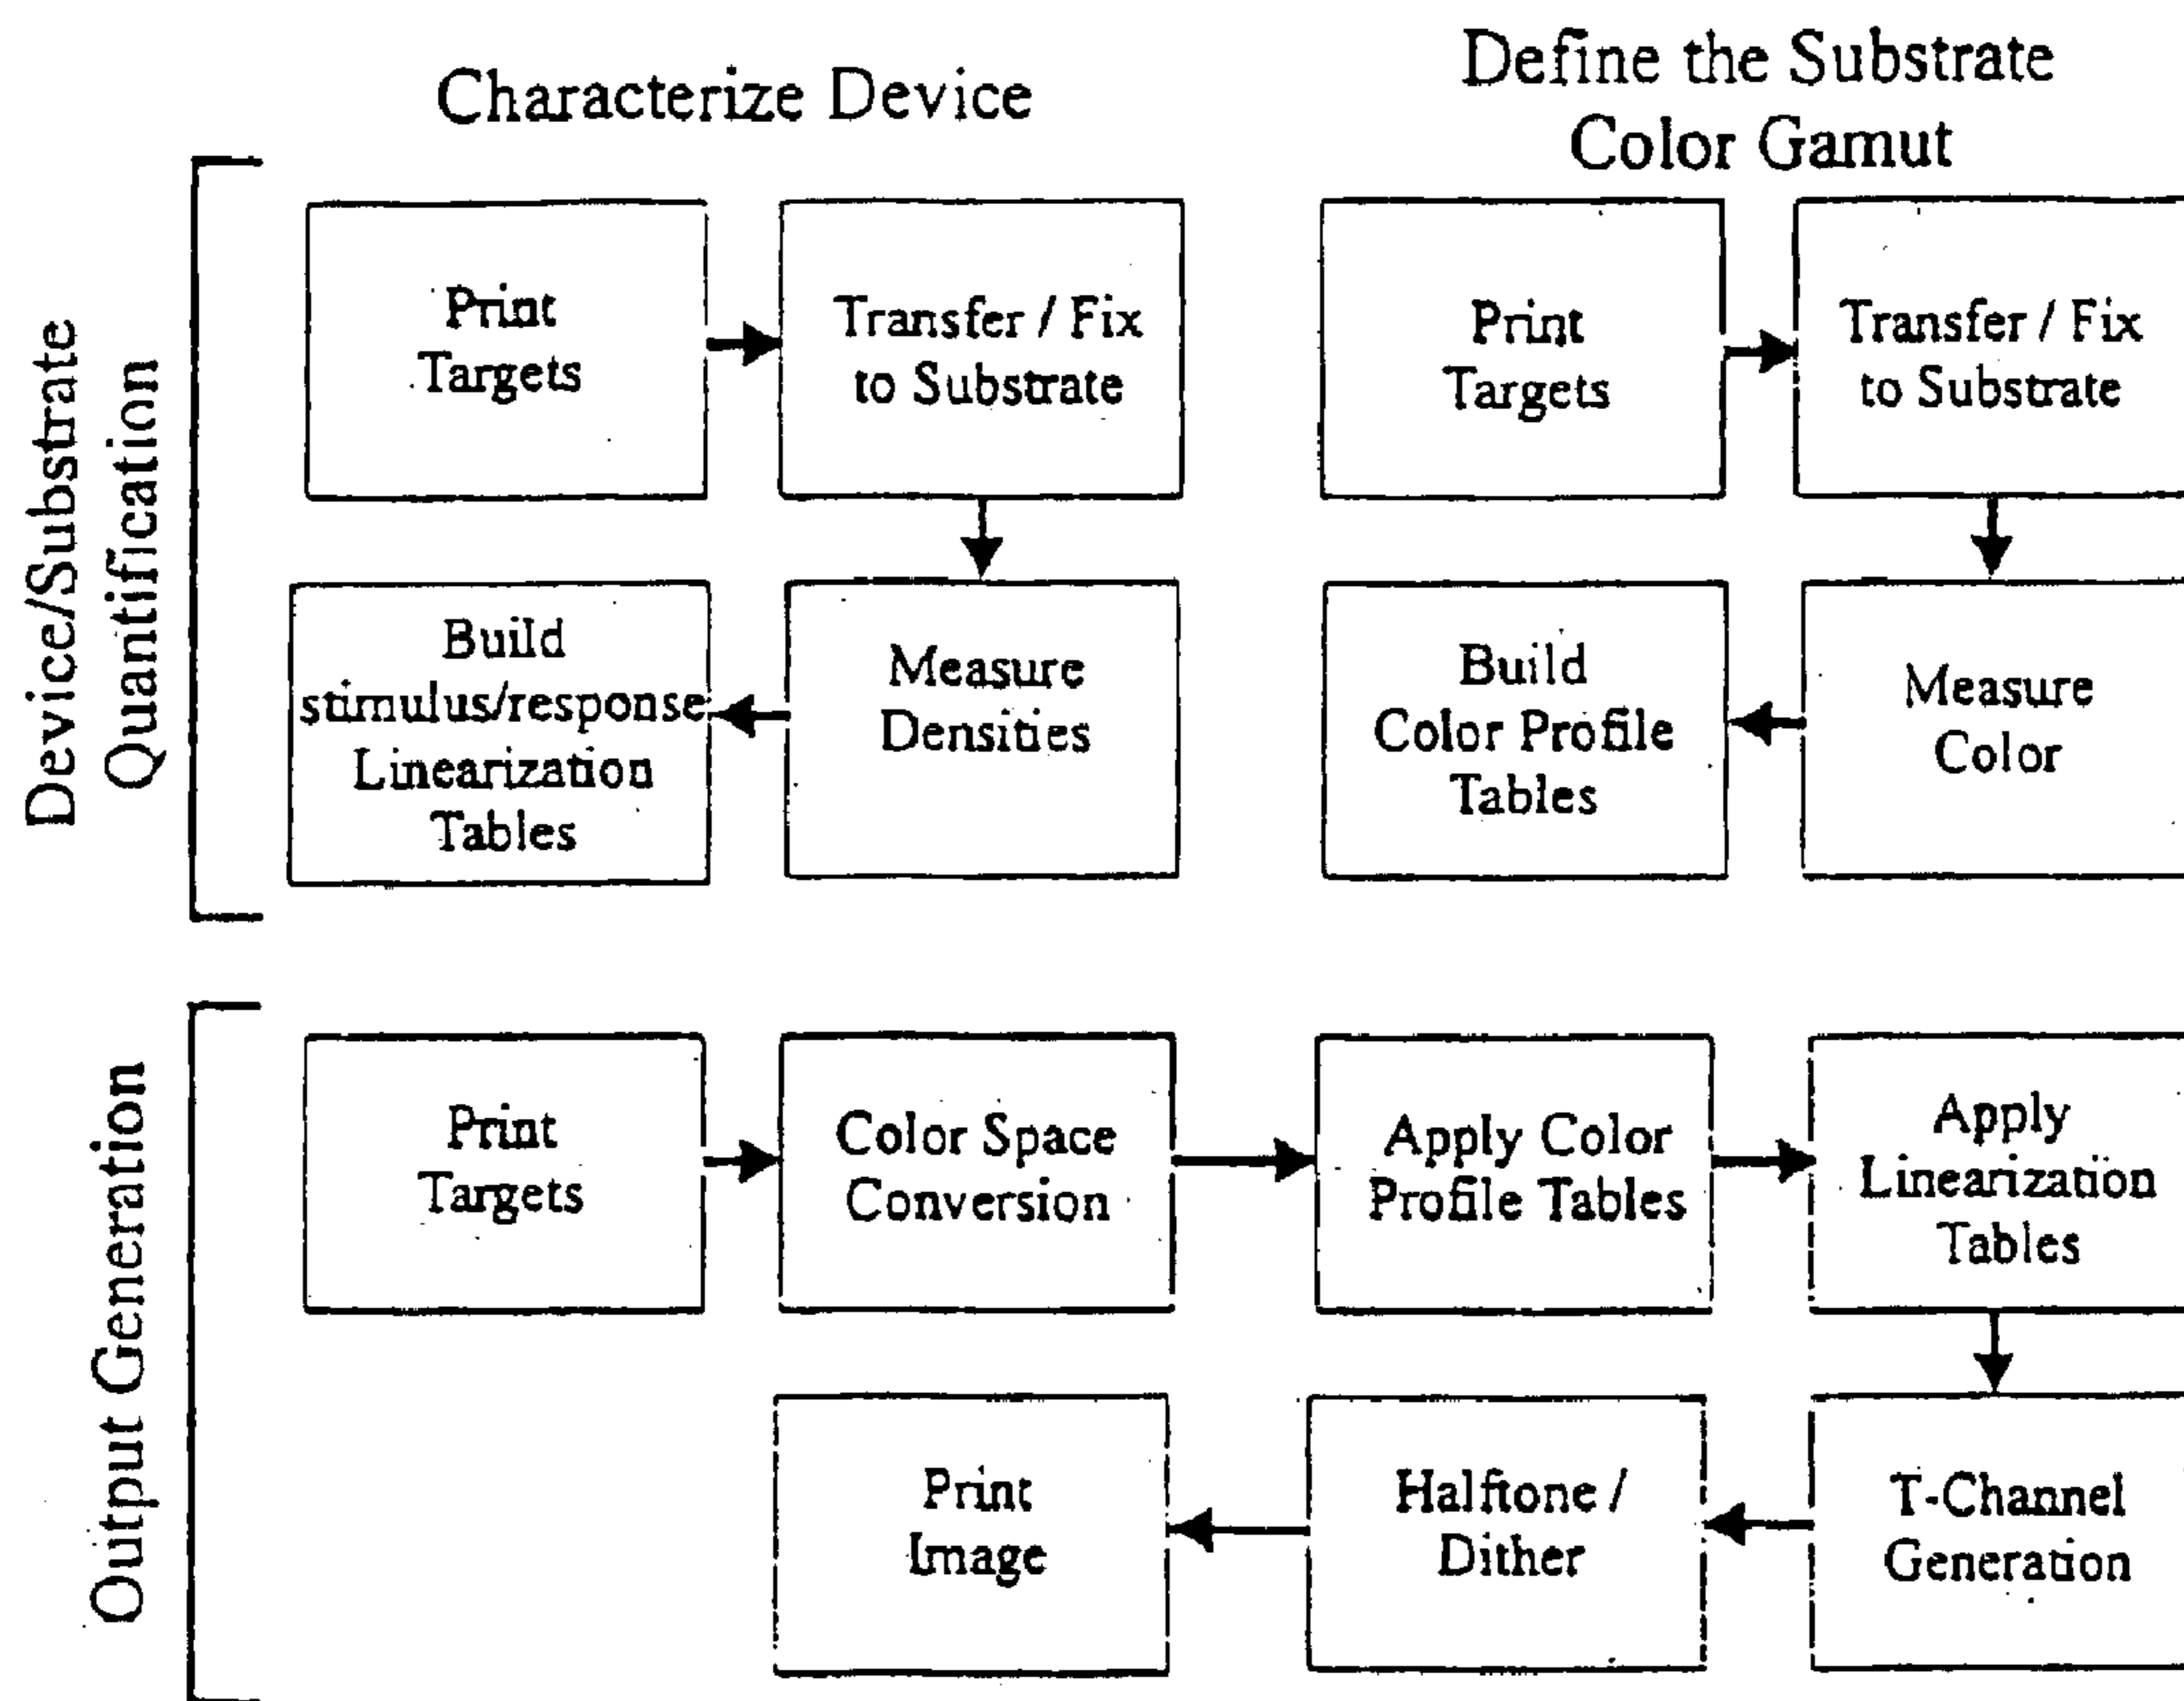 Characterize Device
Define the Substrate
Color Gamut
Device/Substrate
Quantification
Print
Targets
Transfer / Fix
to Substrate
Print
Targets
Transfer / Fix
to Substrate
Build
stimulus/response
Linearization
Tables
Measure
Densities
Build
Color Profile
Tables
Measure
Color
Output Generation
Print
Targets
Color Space
Conversion
Apply Color
Profile Tables
Apply
Linearization
Tables
Print
Image
Halftone /
Dither
T-Channel
Generation